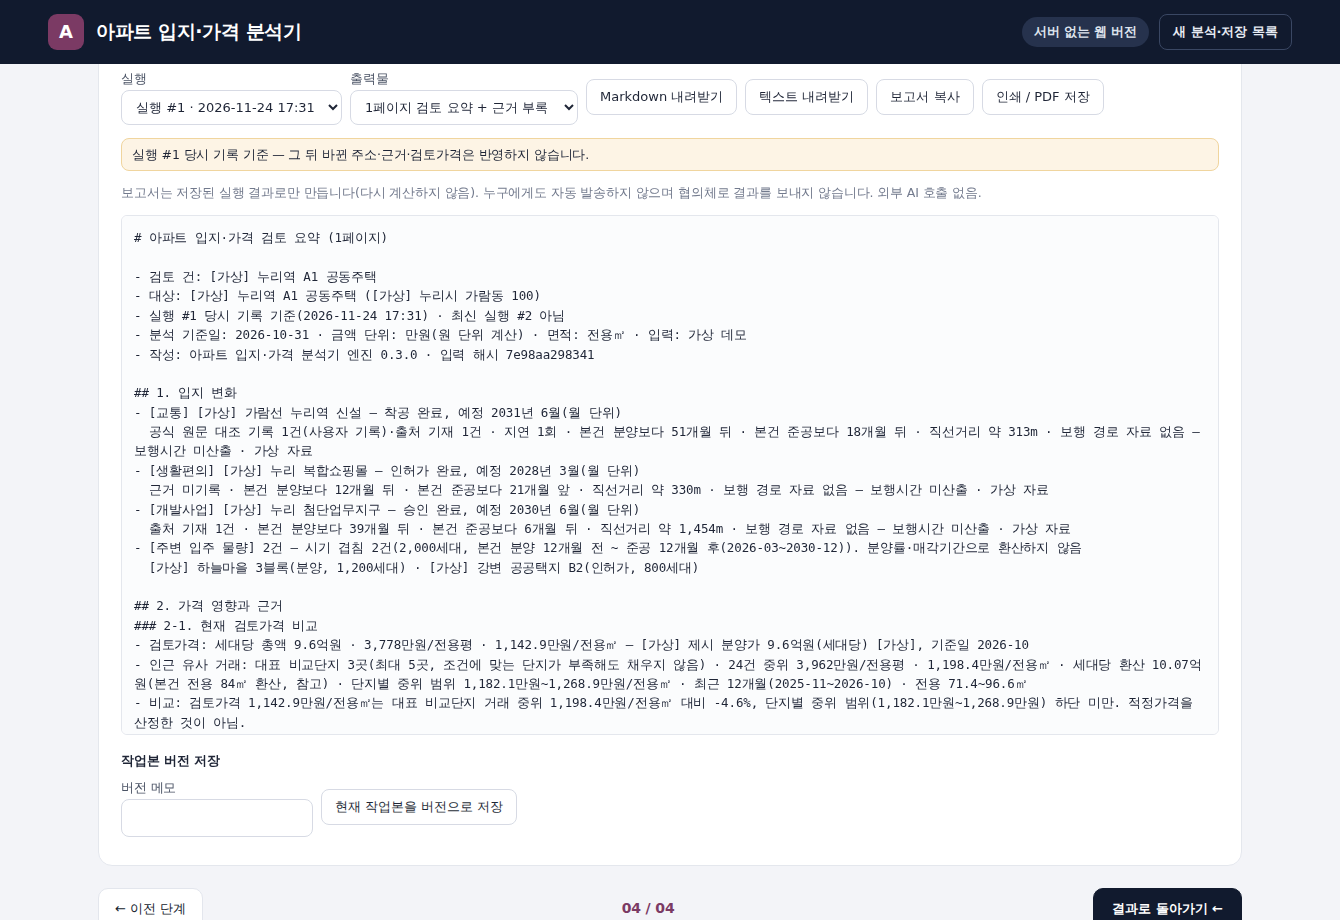 A 아파트 입지·가격 분석기 서버 없는 웹 버전 새 분석·저장 목록
실행 출력물
실행 #1 · 2026-11-24 17:31 1페이지 검토 요약 + 근거 부록 Markdown 내려받기 텍스트 내려받기 보고서 복사 인쇄 / PDF 저장
실행 #1 당시 기록 기준 — 그 뒤 바뀐 주소·근거·검토가격은 반영하지 않습니다.
보고서는 저장된 실행 결과로만 만듭니다(다시 계산하지 않음). 누구에게도 자동 발송하지 않으며 협의체로 결과를 보내지 않습니다. 외부 AI 호출 없음.
# 아파트 입지·가격 검토 요약 (1페이지)
- 검토 건: [가상] 누리역 A1 공동주택
- 대상: [가상] 누리역 A1 공동주택 ([가상] 누리시 가람동 100)
- 실행 #1 당시 기록 기준(2026-11-24 17:31) · 최신 실행 #2 아님
- 분석 기준일: 2026-10-31 · 금액 단위: 만원(원 단위 계산) · 면적: 전용㎡ · 입력: 가상 데모
- 작성: 아파트 입지·가격 분석기 엔진 0.3.0 · 입력 해시 7e98aa298341
## 1. 입지 변화
- [교통] [가상] 가람선 누리역 신설 — 착공 완료, 예정 2031년 6월(월 단위)
공식 원문 대조 기록 1건(사용자 기록)·출처 기재 1건 · 지연 1회 · 본건 분양보다 51개월 뒤 · 본건 준공보다 18개월 뒤 · 직선거리 약 313m · 보행 경로 자료 없음 —
보행시간 미산출 · 가상 자료
- [생활편의] [가상] 누리 복합쇼핑몰 — 인허가 완료, 예정 2028년 3월(월 단위)
근거 미기록 · 본건 분양보다 12개월 뒤 · 본건 준공보다 21개월 앞 · 직선거리 약 330m · 보행 경로 자료 없음 — 보행시간 미산출 · 가상 자료
- [개발사업] [가상] 누리 첨단업무지구 — 승인 완료, 예정 2030년 6월(월 단위)
출처 기재 1건 · 본건 분양보다 39개월 뒤 · 본건 준공보다 6개월 뒤 · 직선거리 약 1,454m · 보행 경로 자료 없음 — 보행시간 미산출 · 가상 자료
- [주변 입주 물량] 2건 — 시기 겹침 2건(2,000세대, 본건 분양 12개월 전 ~ 준공 12개월 후(2026-03~2030-12)). 분양률·매각기간으로 환산하지 않음
[가상] 하늘마을 3블록(분양, 1,200세대) · [가상] 강변 공공택지 B2(인허가, 800세대)
## 2. 가격 영향과 근거
### 2-1. 현재 검토가격 비교
- 검토가격: 세대당 총액 9.6억원 · 3,778만원/전용평 · 1,142.9만원/전용㎡ — [가상] 제시 분양가 9.6억원(세대당) [가상], 기준일 2026-10
- 인근 유사 거래: 대표 비교단지 3곳(최대 5곳, 조건에 맞는 단지가 부족해도 채우지 않음) · 24건 중위 3,962만원/전용평 · 1,198.4만원/전용㎡ · 세대당 환산 10.07억
원(본건 전용 84㎡ 환산, 참고) · 단지별 중위 범위 1,182.1만원~1,268.9만원/전용㎡ · 최근 12개월(2025-11~2026-10) · 전용 71.4~96.6㎡
- 비교: 검토가격 1,142.9만원/전용㎡는 대표 비교단지 거래 중위 1,198.4만원/전용㎡ 대비 -4.6%, 단지별 중위 범위(1,182.1만원~1,268.9만원) 하단 미만. 적정가격을
산정한 것이 아님.
작업본 버전 저장
버전 메모
현재 작업본을 버전으로 저장
← 이전 단계 04 / 04 결과로 돌아가기 ←